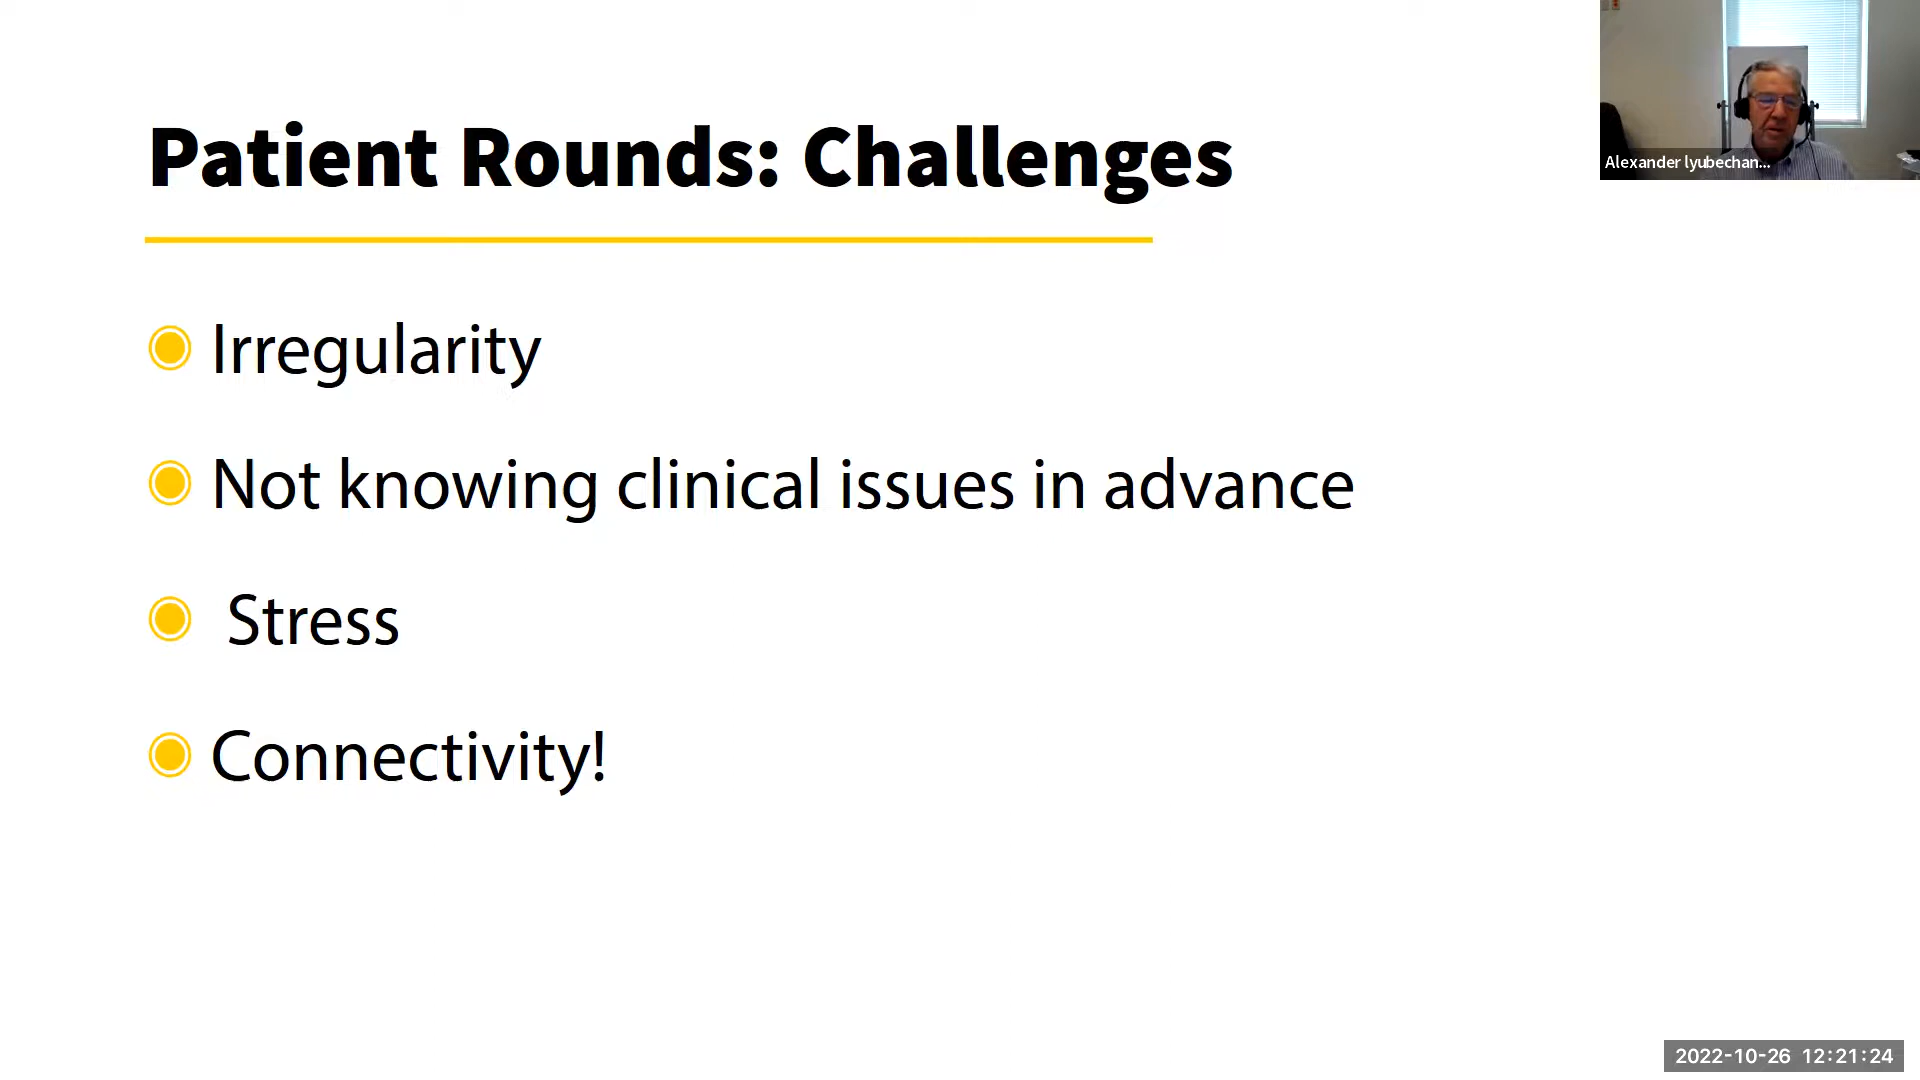 Patient Rounds: Challenges
Irregularity
Not knowing clinical issues in advance
Stress
Connectivity!
Alexander lyubechan...
2022-10-26 12:21:24